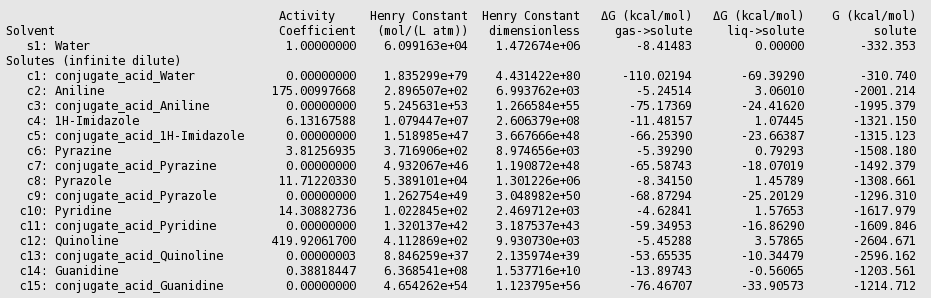 Activity Henry Constant Henry Constant ΔG (kcal/mol) ΔG (kcal/mol) G (kcal/mol)
Solvent Coefficient (mol/(L atm)) dimensionless gas->solute liq->solute solute
s1: Water 1.00000000 6.099163e+04 1.472674e+06 -8.41483 0.00000 -332.353
Solutes (infinite dilute)
c1: conjugate_acid_Water 0.00000000 1.835299e+79 4.431422e+80 -110.02194 -69.39290 -310.740
c2: Aniline 175.00997668 2.896507e+02 6.993762e+03 -5.24514 3.06010 -2001.214
c3: conjugate_acid_Aniline 0.00000000 5.245631e+53 1.266584e+55 -75.17369 -24.41620 -1995.379
c4: 1H-Imidazole 6.13167588 1.079447e+07 2.606379e+08 -11.48157 1.07445 -1321.150
c5: conjugate_acid_1H-Imidazole 0.00000000 1.518985e+47 3.667666e+48 -66.25390 -23.66387 -1315.123
c6: Pyrazine 3.81256935 3.716906e+02 8.974656e+03 -5.39290 0.79293 -1508.180
c7: conjugate_acid_Pyrazine 0.00000000 4.932067e+46 1.190872e+48 -65.58743 -18.07019 -1492.379
c8: Pyrazole 11.71220330 5.389101e+04 1.301226e+06 -8.34150 1.45789 -1308.661
c9: conjugate_acid_Pyrazole 0.00000000 1.262754e+49 3.048982e+50 -68.87294 -25.20129 -1296.310
c10: Pyridine 14.30882736 1.022845e+02 2.469712e+03 -4.62841 1.57653 -1617.979
c11: conjugate_acid_Pyridine 0.00000000 1.320137e+42 3.187537e+43 -59.34953 -16.86290 -1609.846
c12: Quinoline 419.92061700 4.112869e+02 9.930730e+03 -5.45288 3.57865 -2604.671
c13: conjugate_acid_Quinoline 0.00000003 8.846259e+37 2.135974e+39 -53.65535 -10.34479 -2596.162
c14: Guanidine 0.38818447 6.368541e+08 1.537716e+10 -13.89743 -0.56065 -1203.561
c15: conjugate_acid_Guanidine 0.00000000 4.654262e+54 1.123795e+56 -76.46707 -33.90573 -1214.712